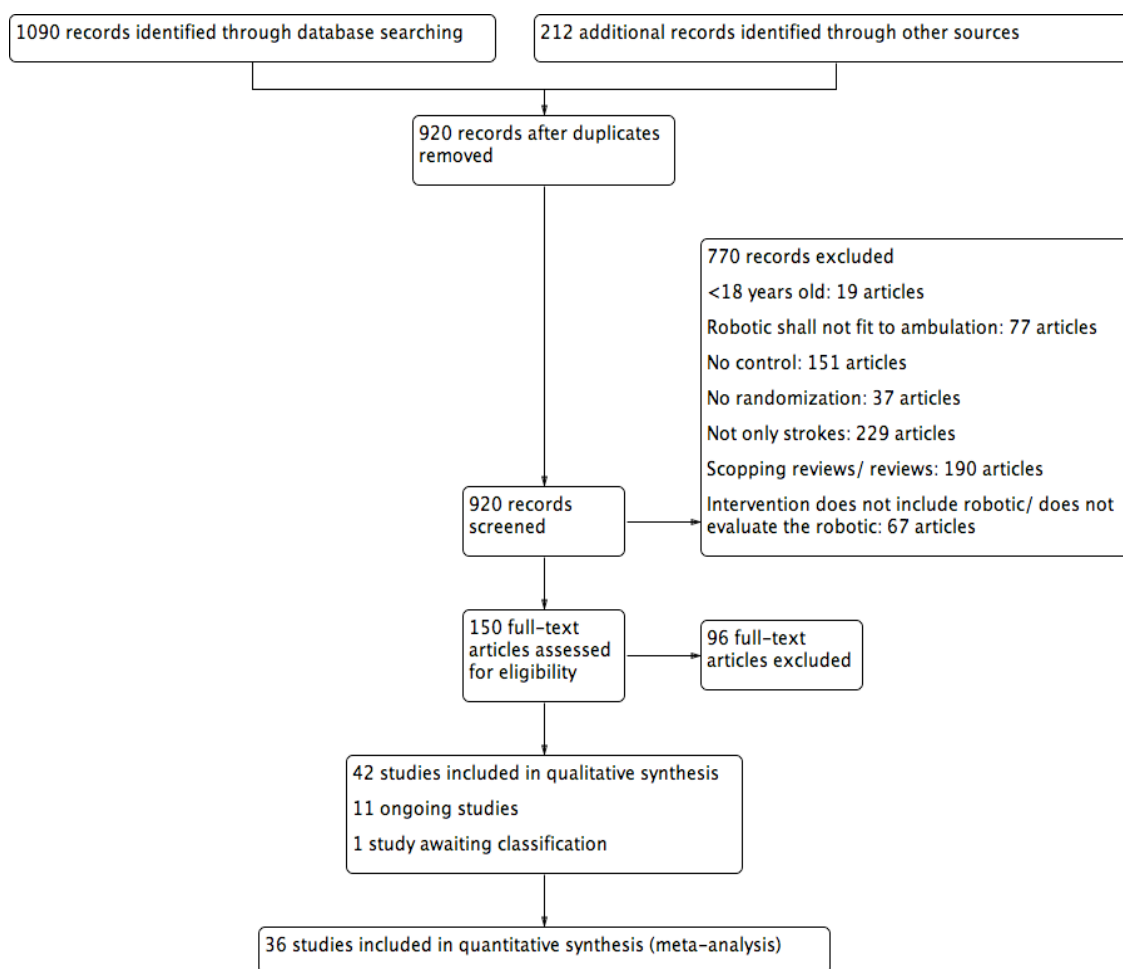 1090 records identified through database searching
212 additional records identified through other sources
920 records after duplicates
removed
770 records excluded
<18 years old: 19 articles
Robotic shall not fit to ambulation: 77 articles
No control: 151 articles
No randomization: 37 articles
Not only strokes: 229 articles
Scopping reviews/ reviews: 190 articles
Intervention does not include robotic/ does not
evaluate the robotic: 67 articles
920 records
screened
150 full-text
articles assessed
for eligibility
96 full-text
articles excluded
42 studies included in qualitative synthesis
11 ongoing studies
1 study awaiting classification
36 studies included in quantitative synthesis (meta-analysis)